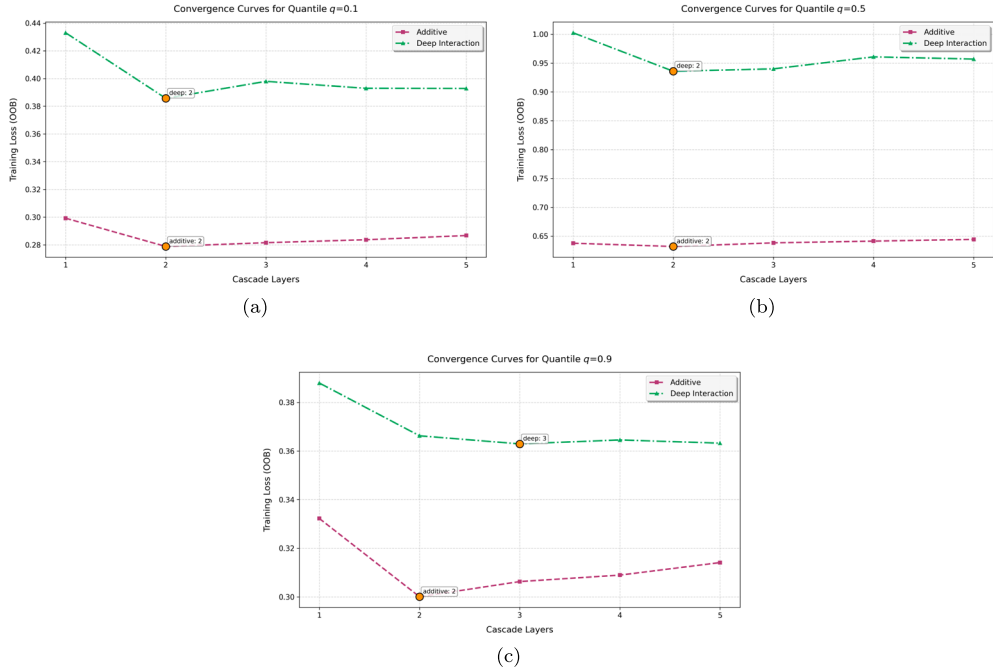 Convergence Curves for Quantile q=0.1
Additive
Deep Interaction
0.44
0.42
0.40
0.38
0.36
0.34
0.32
0.30
0.28
Training Loss (OOB)
deep: 2
additive: 2
1 2 3 4 5
Cascade Layers
(a)
Convergence Curves for Quantile q=0.5
Additive
Deep Interaction
1.00
0.95
0.90
0.85
0.80
0.75
0.70
0.65
Training Loss (OOB)
deep: 2
additive: 2
1 2 3 4 5
Cascade Layers
(b)
Convergence Curves for Quantile q=0.9
Additive
Deep Interaction
0.38
0.36
0.34
0.32
0.30
Training Loss (OOB)
deep: 3
additive: 2
1 2 3 4 5
Cascade Layers
(c)